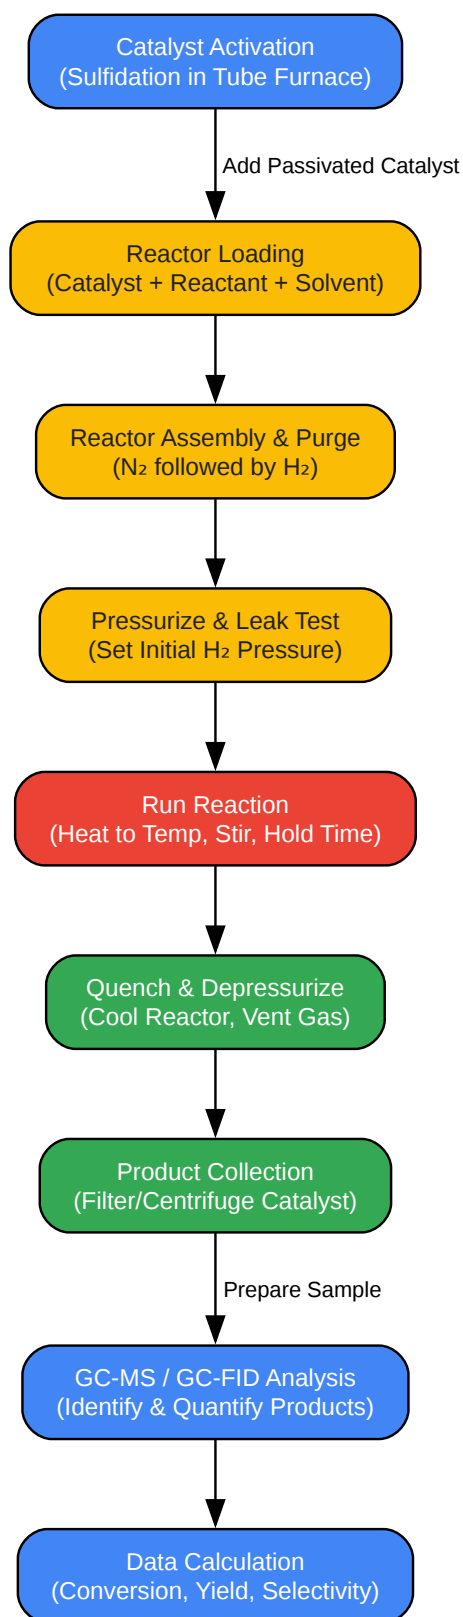 Catalyst Activation
(Sulfidation in Tube Furnace)
Add Passivated Catalyst
Reactor Loading
(Catalyst + Reactant + Solvent)
Reactor Assembly & Purge
(N₂ followed by H₂)
Pressurize & Leak Test
(Set Initial H₂ Pressure)
Run Reaction
(Heat to Temp, Stir, Hold Time)
Quench & Depressurize
(Cool Reactor, Vent Gas)
Product Collection
(Filter/Centrifuge Catalyst)
Prepare Sample
GC-MS / GC-FID Analysis
(Identify & Quantify Products)
Data Calculation
(Conversion, Yield, Selectivity)